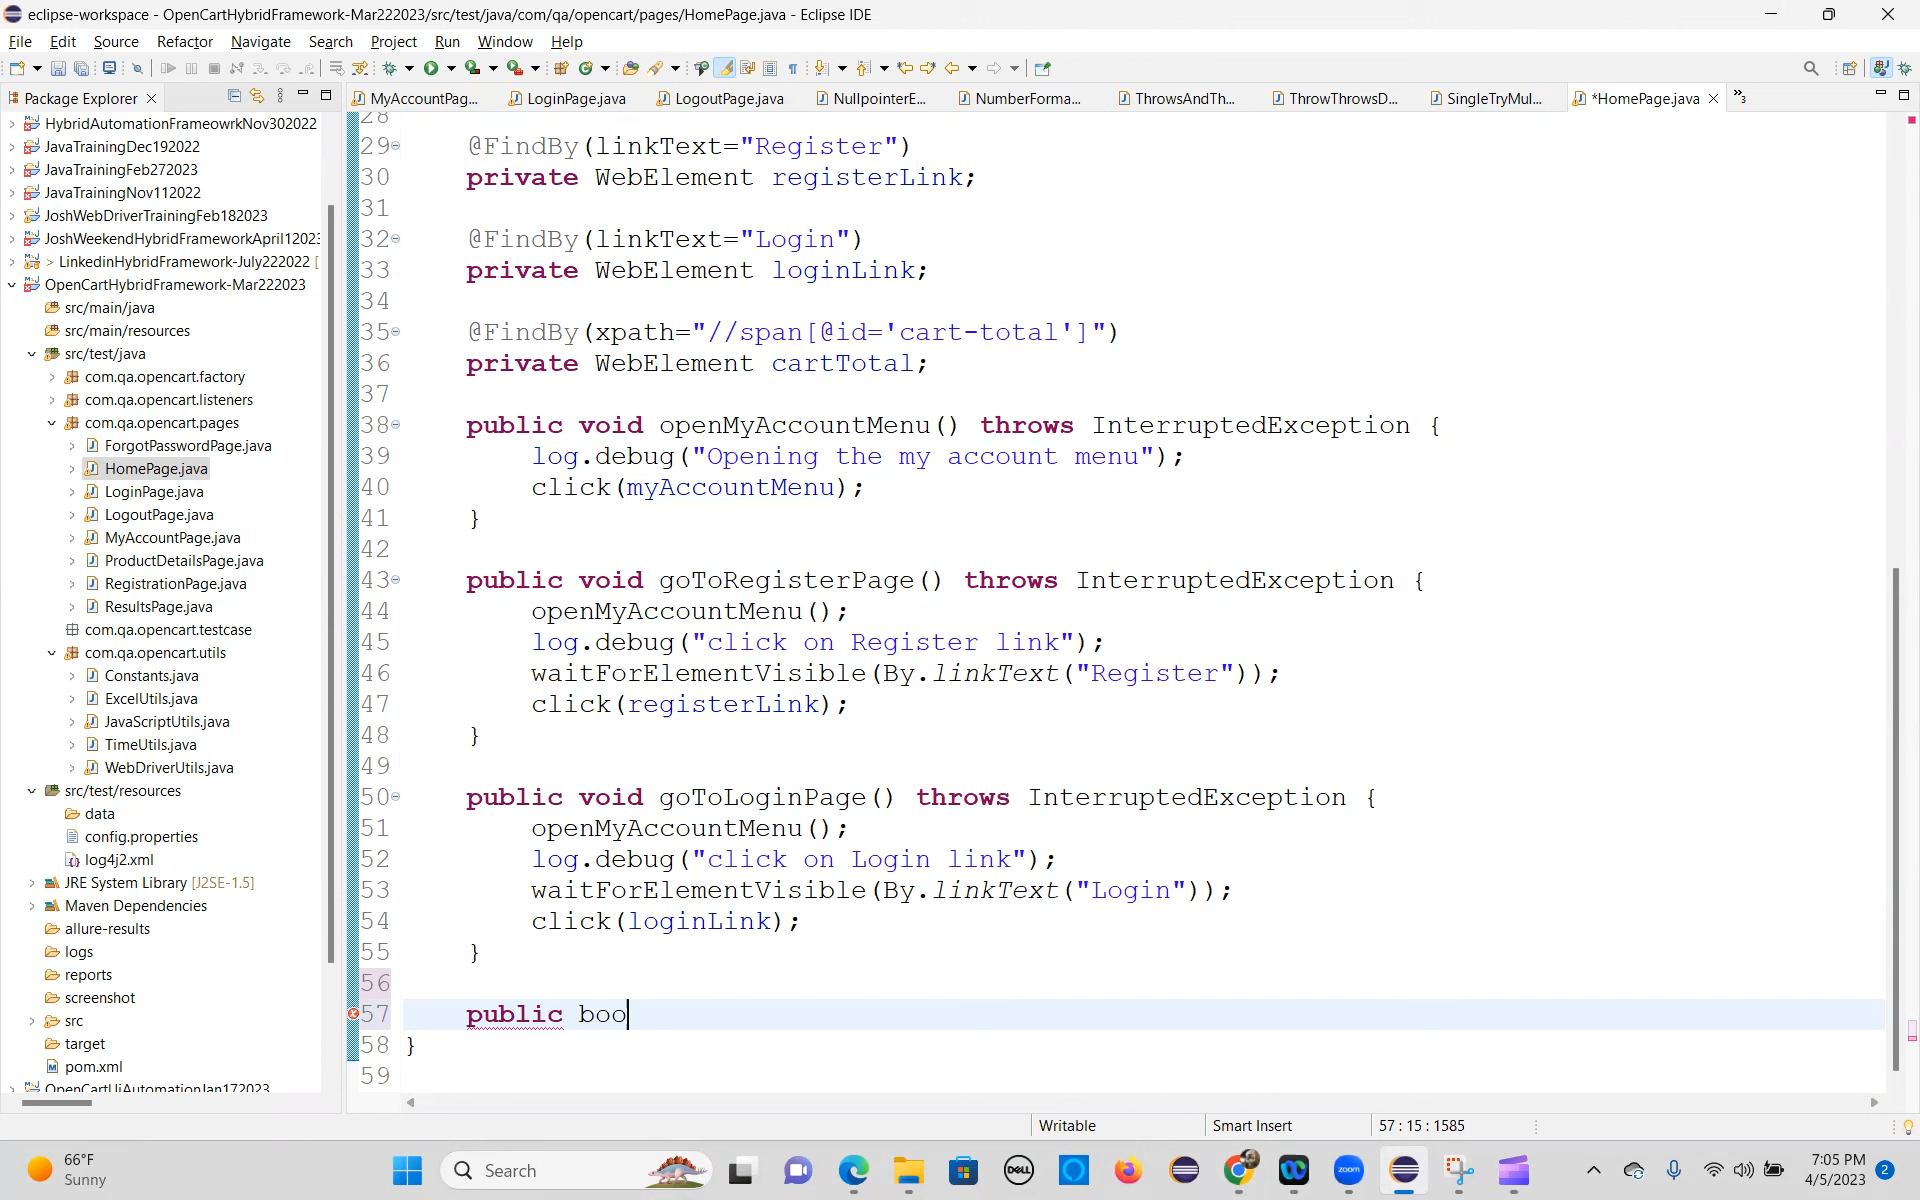 eclipse-workspace - OpenCartHybridFramework-Mar222023/src/test/java/com/qa/opencart/pages/HomePage.java - Eclipse IDE
File Edit Source Refactor Navigate Search Project Run Window Help
Package Explorer
MyAccountPag... LoginPage.java LogoutPage.java NullpointerE... NumberForma... ThrowsAndTh... ThrowThrowsD... SingleTryMul... *HomePage.java 3
HybridAutomationFrameowrkNov302022
JavaTrainingDec192022
JavaTrainingFeb272023
JavaTrainingNov112022
JoshWebDriverTrainingFeb182023
JoshWeekendHybridFrameworkApril12023
> LinkedinHybridFramework-July222022 [
OpenCartHybridFramework-Mar222023
src/main/java
src/main/resources
src/test/java
com.qa.opencart.factory
com.qa.opencart.listeners
com.qa.opencart.pages
ForgotPasswordPage.java
HomePage.java
LoginPage.java
LogoutPage.java
MyAccountPage.java
ProductDetailsPage.java
RegistrationPage.java
ResultsPage.java
com.qa.opencart.testcase
com.qa.opencart.utils
Constants.java
ExcelUtils.java
JavaScriptUtils.java
TimeUtils.java
WebDriverUtils.java
src/test/resources
data
config.properties
log4j2.xml
JRE System Library [J2SE-1.5]
Maven Dependencies
allure-results
logs
reports
screenshot
src
target
pom.xml
OpenCartUiAutomationJan172023
28
29 @FindBy(linkText="Register")
30 private WebElement registerLink;
31
32 @FindBy(linkText="Login")
33 private WebElement loginLink;
34
35 @FindBy(xpath="//span[@id='cart-total']")
36 private WebElement cartTotal;
37
38 public void openMyAccountMenu() throws InterruptedException {
39 log.debug("Opening the my account menu");
40 click(myAccountMenu);
41 }
42
43 public void goToRegisterPage() throws InterruptedException {
44 openMyAccountMenu();
45 log.debug("click on Register link");
46 waitForElementVisible(By.linkText("Register"));
47 click(registerLink);
48 }
49
50 public void goToLoginPage() throws InterruptedException {
51 openMyAccountMenu();
52 log.debug("click on Login link");
53 waitForElementVisible(By.linkText("Login"));
54 click(loginLink);
55 }
56
57 public boo
58 }
59
Writable Smart Insert 57 : 15 : 1585
66°F
Sunny
Search
DELL
zoom
7:05 PM
4/5/2023
2